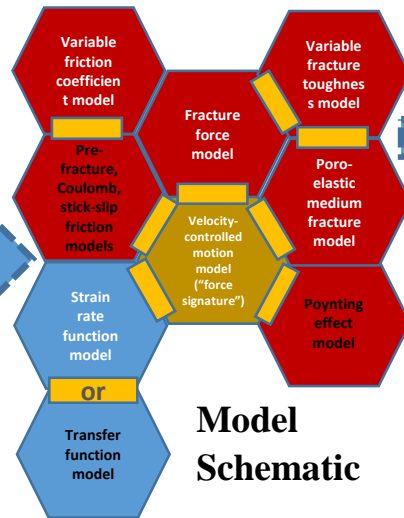 Variable
friction
coefficien
t model
Variable
fracture
toughnes
s model
Fracture
force
model
Pre-
fracture,
Coulomb,
stick-slip
friction
models
Poro-
elastic
medium
fracture
model
Velocity-
controlled
motion
model
("force
signature")
Strain
rate
function
model
Poynting
effect
model
or
Transfer
function
model
Model
Schematic